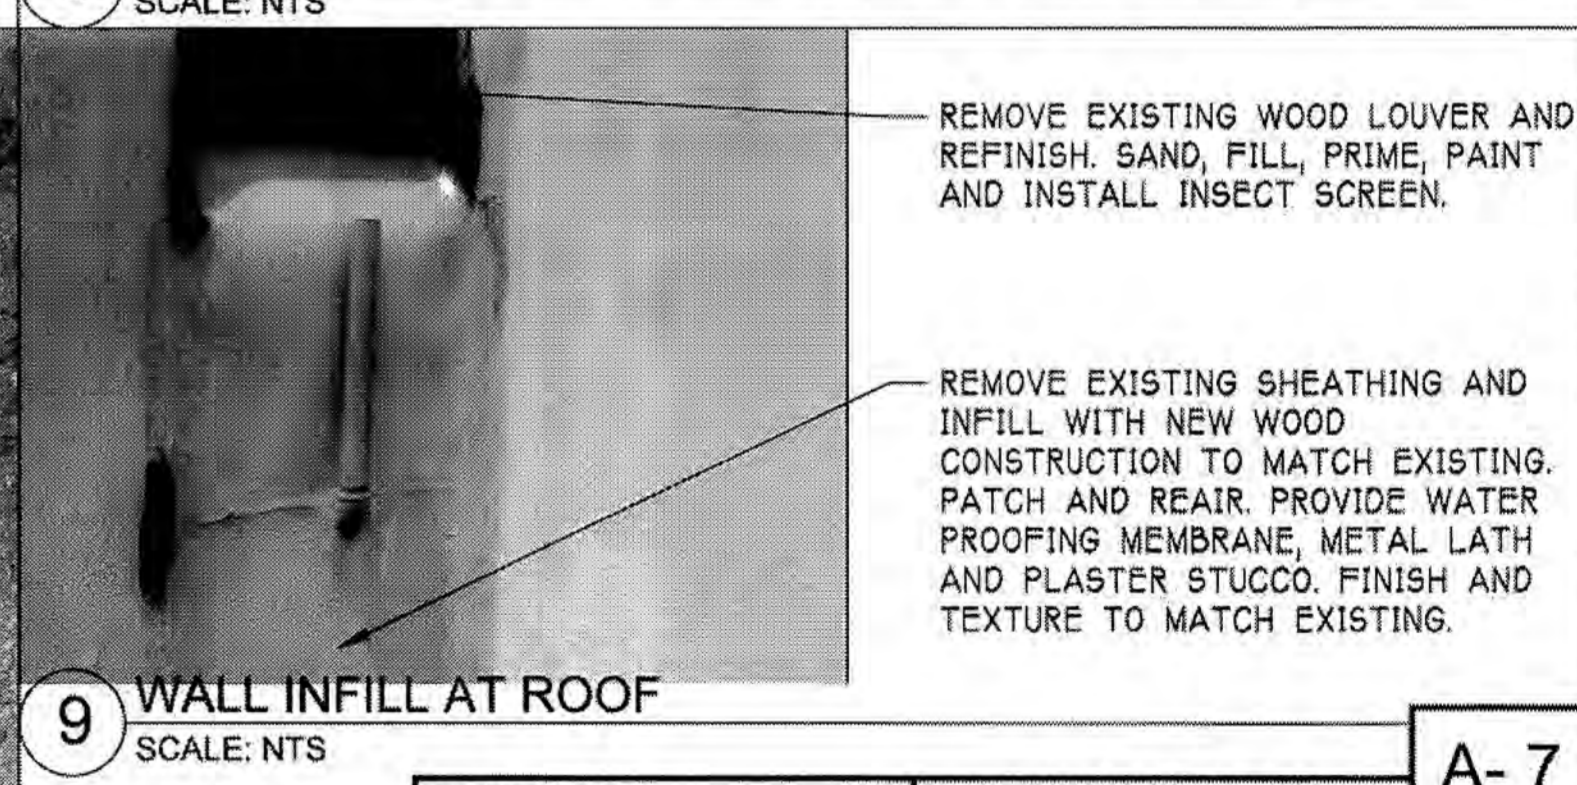 SCALE: NTS
REMOVE EXISTING WOOD LOUVER AND
REFINISH. SAND, FILL, PRIME, PAINT
AND INSTALL INSECT SCREEN.
REMOVE EXISTING SHEATHING AND
INFILL WITH NEW WOOD
CONSTRUCTION TO MATCH EXISTING.
PATCH AND REAIR. PROVIDE WATER
PROOFING MEMBRANE, METAL LATH
AND PLASTER STUCCO. FINISH AND
TEXTURE TO MATCH EXISTING.
9 WALL INFILL AT ROOF
SCALE: NTS
A- 7